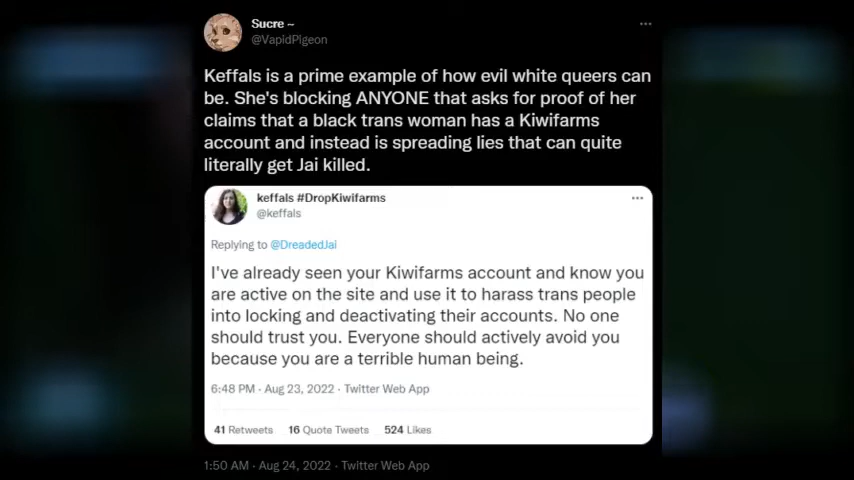 Sucre ~
@VapidPigeon
Keffals is a prime example of how evil white queers can
be. She's blocking ANYONE that asks for proof of her
claims that a black trans woman has a Kiwifarms
account and instead is spreading lies that can quite
literally get Jai killed.
keffals #DropKiwifarms
@keffals
Replying to @DreadedJai
I've already seen your Kiwifarms account and know you
are active on the site and use it to harass trans people
into locking and deactivating their accounts. No one
should trust you. Everyone should actively avoid you
because you are a terrible human being.
6:48 PM · Aug 23, 2022 · Twitter Web App
41 Retweets 16 Quote Tweets 524 Likes
1:50 AM · Aug 24, 2022 · Twitter Web App